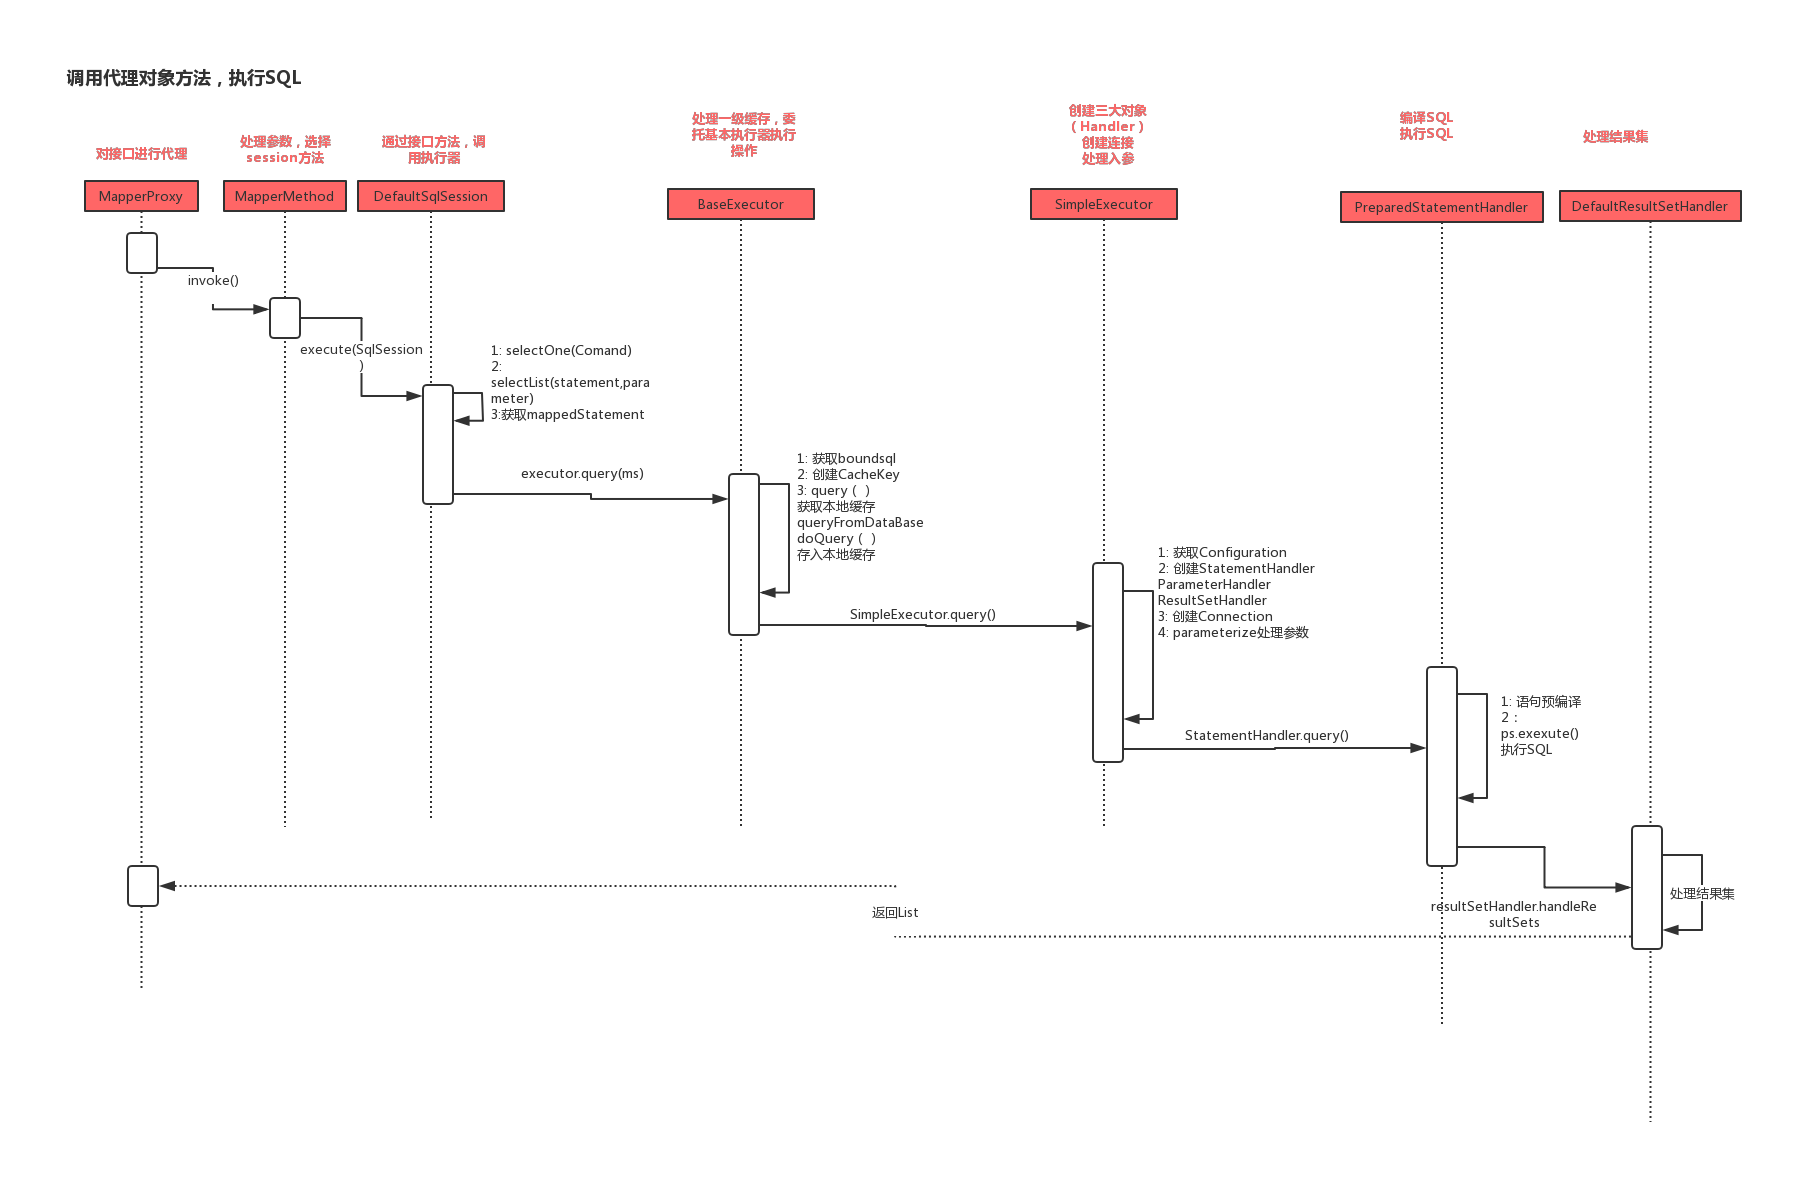 调用代理对象方法，执行SQL
对接口进行代理
处理参数，选择
session方法
通过接口方法，调
用执行器
处理一级缓存，委
托基本执行器执行
操作
创建三大对象
（Handler）
创建连接
处理入参
编译SQL
执行SQL
处理结果集
MapperProxy
MapperMethod
DefaultSqlSession
BaseExecutor
SimpleExecutor
PreparedStatementHandler
DefaultResultSetHandler
invoke()
execute(SqlSession
)
1: selectOne(Comand)
2:
selectList(statement,para
meter)
3:获取mappedStatement
executor.query(ms)
1: 获取boundsql
2: 创建CacheKey
3: query（ ）
获取本地缓存
queryFromDataBase
doQuery（ ）
存入本地缓存
SimpleExecutor.query()
1: 获取Configuration
2: 创建StatementHandler
ParameterHandler
ResultSetHandler
3: 创建Connection
4: parameterize处理参数
StatementHandler.query()
1: 语句预编译
2：
ps.exexute()
执行SQL
resultSetHandler.handleRe
sultSets
处理结果集
返回List